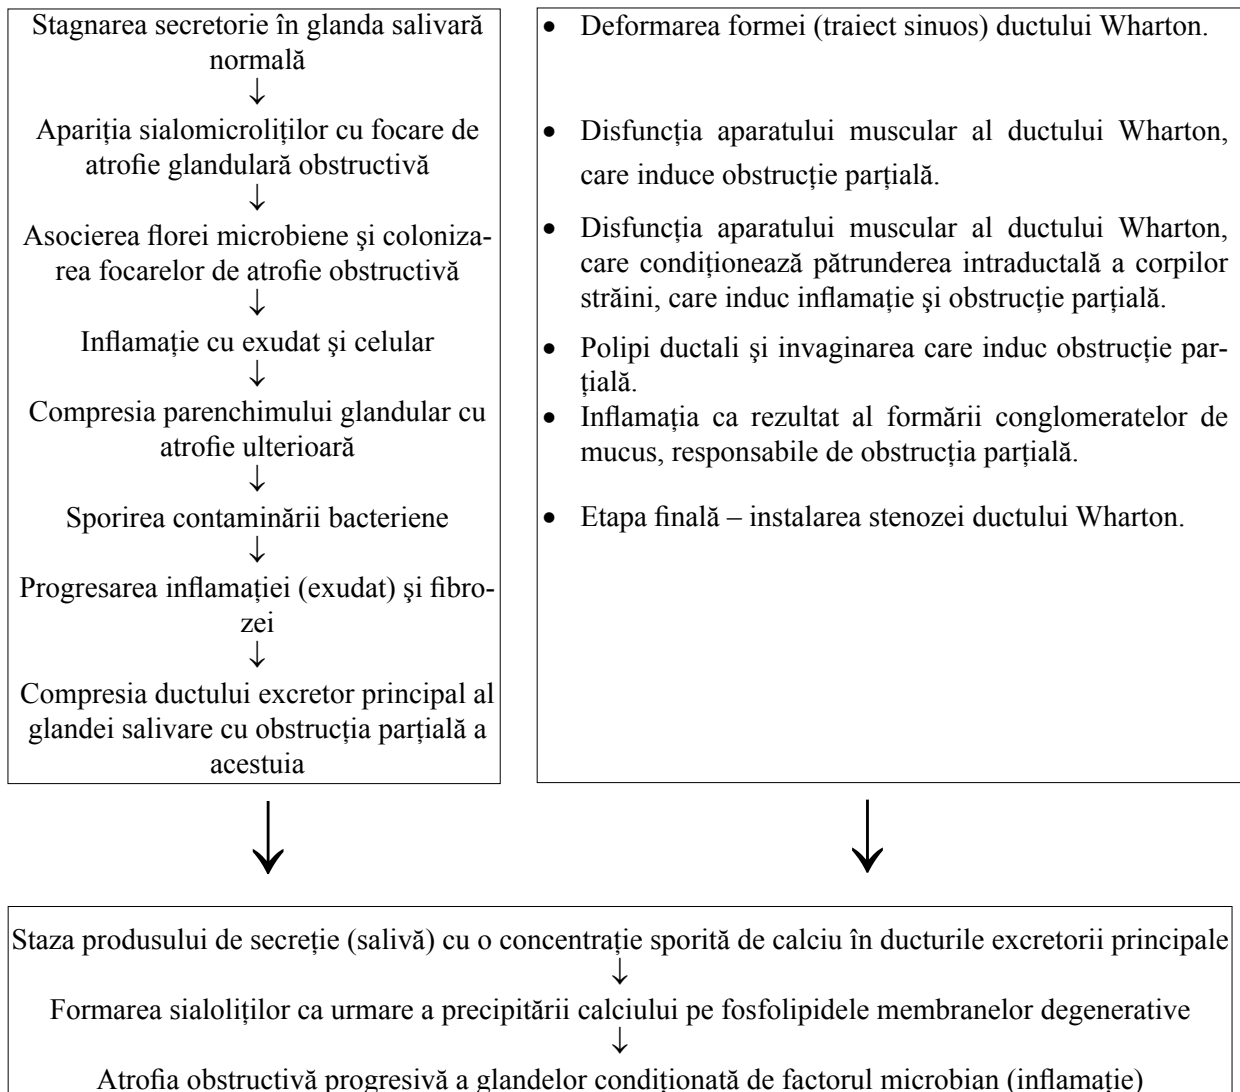 Stagnarea secretorie în glanda salivară
normală
↓
Apariția sialomicroliților cu focare de
atrofie glandulară obstructivă
↓
Asocierea florei microbiene şi coloniza-
rea focarelor de atrofie obstructivă
↓
Inflamație cu exudat şi celular
↓
Compresia parenchimului glandular cu
atrofie ulterioară
↓
Sporirea contaminării bacteriene
↓
Progresarea inflamației (exudat) şi fibro-
zei
↓
Compresia ductului excretor principal al
glandei salivare cu obstrucția parțială a
acestuia
• Deformarea formei (traiect sinuos) ductului Wharton.
• Disfuncția aparatului muscular al ductului Wharton,
care induce obstrucție parțială.
• Disfuncția aparatului muscular al ductului Wharton,
care condiționează pătrunderea intraductală a corpilor
străini, care induc inflamație şi obstrucție parțială.
• Polipi ductali şi invaginarea care induc obstrucție par-
țială.
• Inflamația ca rezultat al formării conglomeratelor de
mucus, responsabile de obstrucția parțială.
• Etapa finală – instalarea stenozei ductului Wharton.
Staza produsului de secreție (salivă) cu o concentrație sporită de calciu în ducturile excretorii principale
↓
Formarea sialoliților ca urmare a precipitării calciului pe fosfolipidele membranelor degenerative
↓
Atrofia obstructivă progresivă a glandelor condiționată de factorul microbian (inflamație)